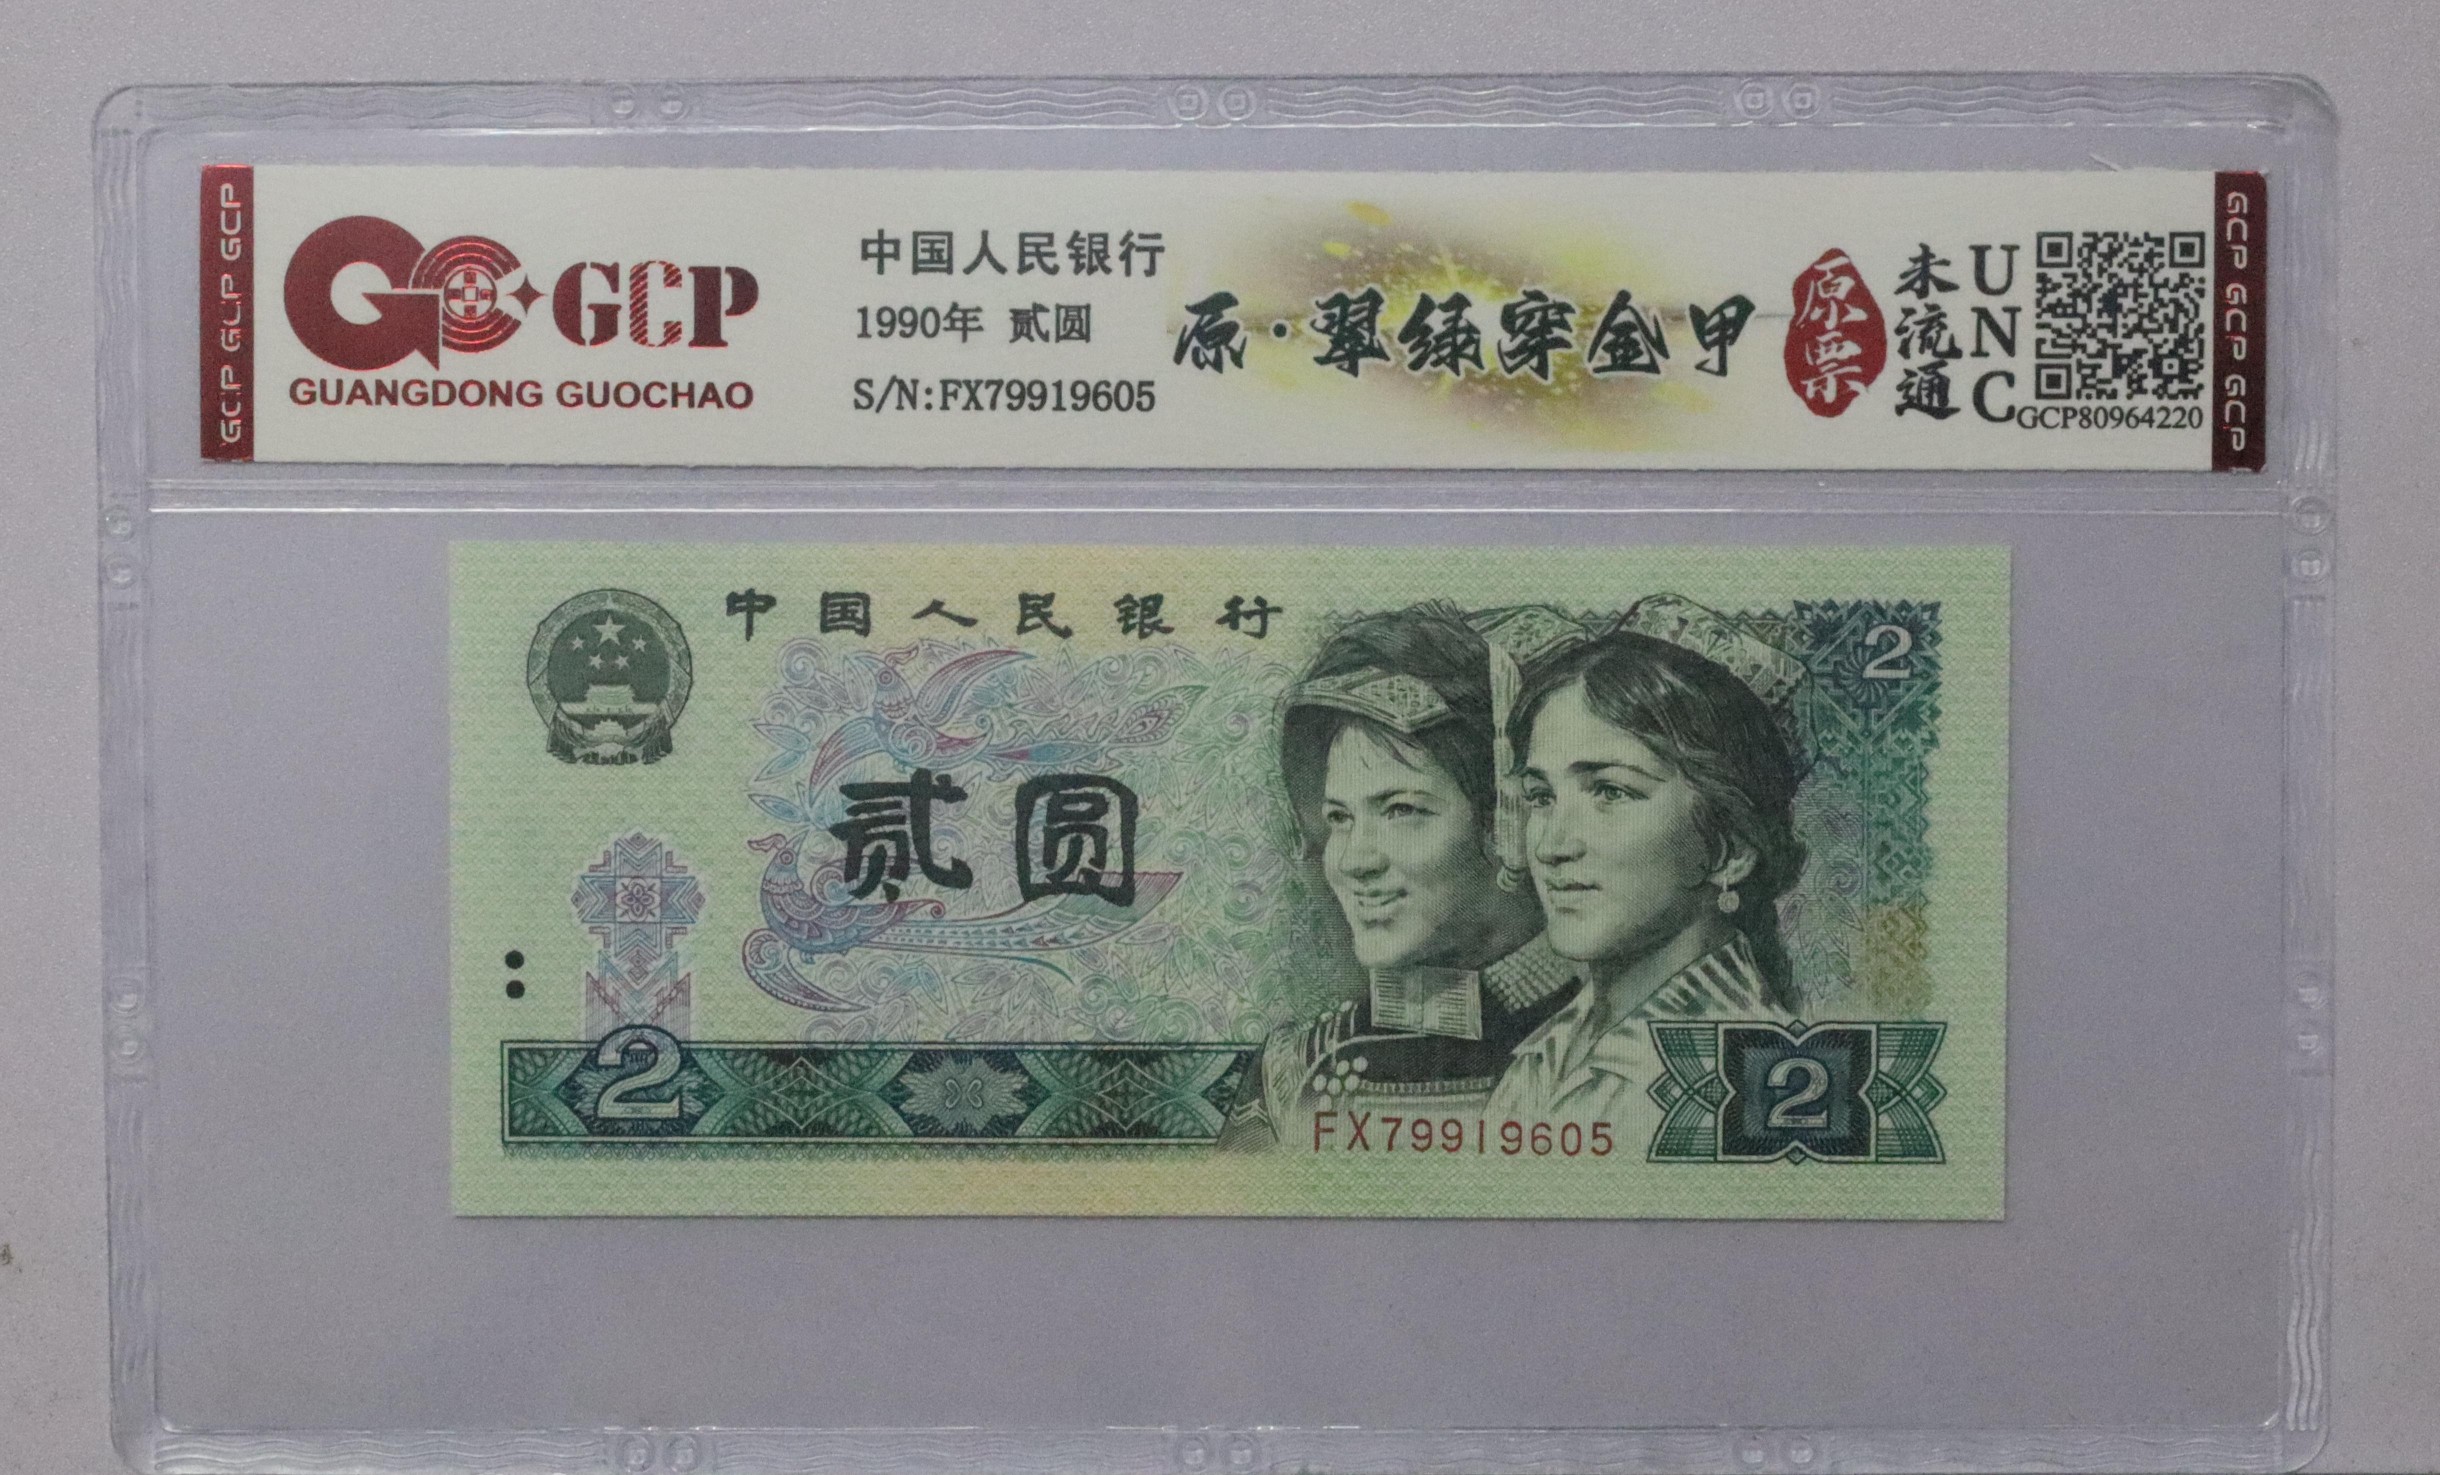 GCP GCP GCP
GCP
GUANGDONG GUOCHAO
中国人民银行
1990年 贰圆
S/N:FX79919605
原·翠绿穿金甲
原票
未流通
UNC
GCP80964220
GCP GCP GCP
中国人民银行
2
贰圆
2
FX79919605
2